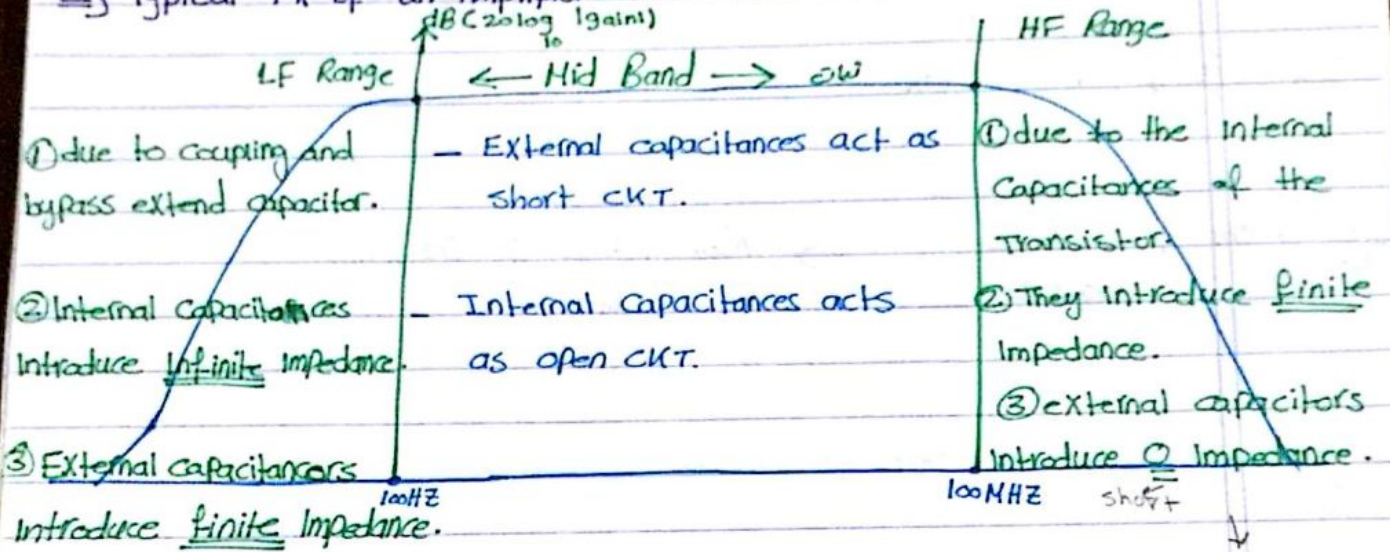 dB (20log₁₀ |gain|)
LF Range
← Mid Band →
HF Range
① due to coupling and
bypass extend capacitor.
② Internal Capacitances
Introduce Infinite Impedance.
③ External capacitancors
Introduce finite Impedance.
– External capacitances act as
short CKT.
– Internal Capacitances acts
as open CKT.
① due to the internal
Capacitances of the
Transistor.
② They introduce finite
Impedance.
③ external capacitors
Introduce 0 Impedance.
short
100HZ
100MHZ